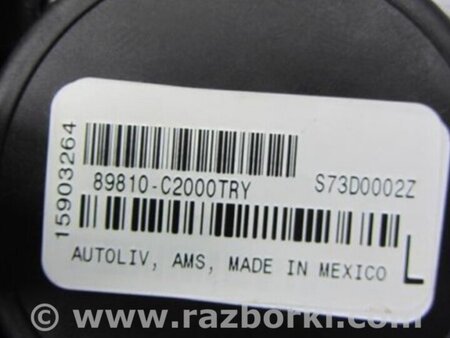 15903264
89810-C2000TRY S73D0002Z
AUTOLIV, AMS, MADE IN MEXICO L
© www.razborki.com